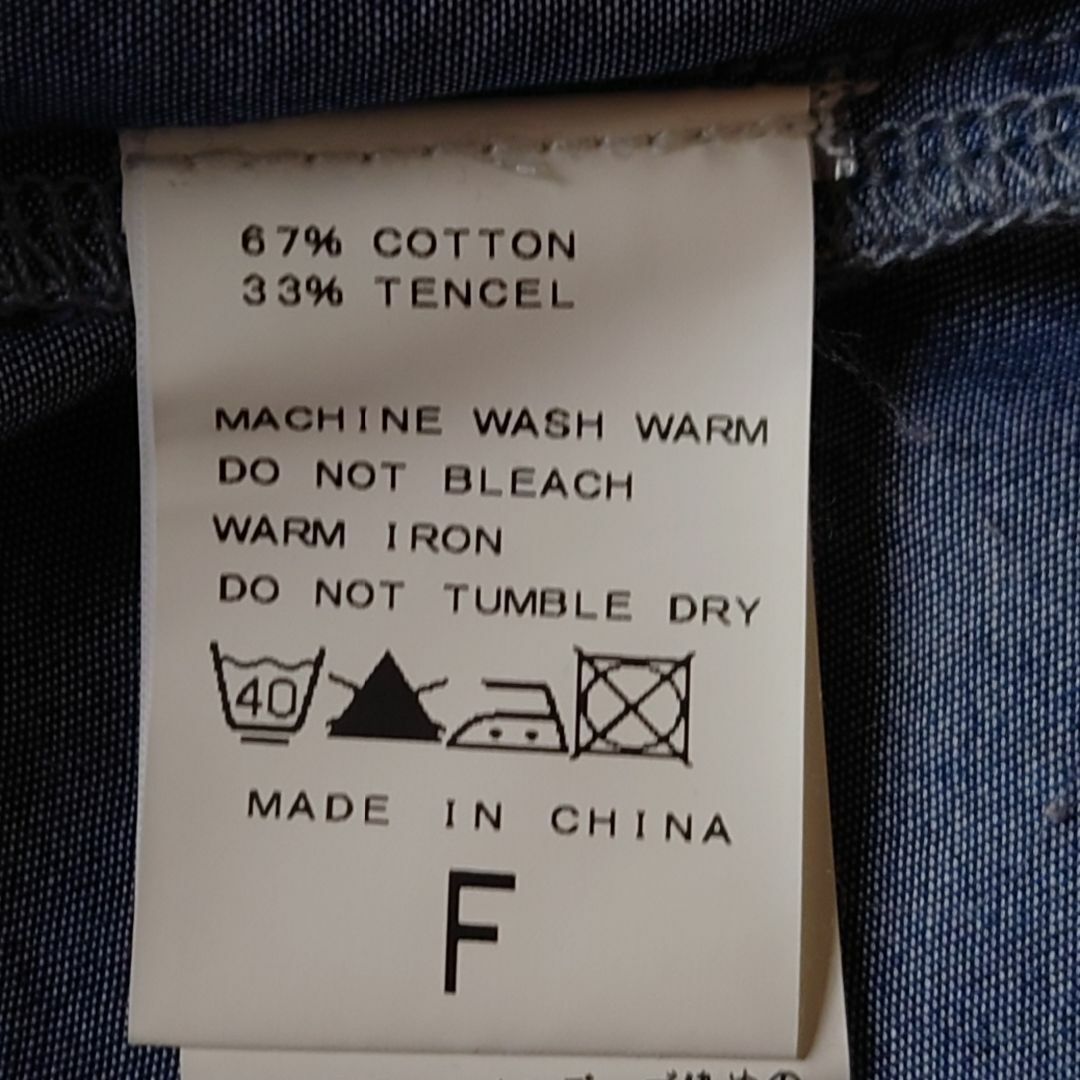 67% COTTON
33% TENCEL
MACHINE WASH WARM
DO NOT BLEACH
WARM IRON
DO NOT TUMBLE DRY
40
MADE IN CHINA
F